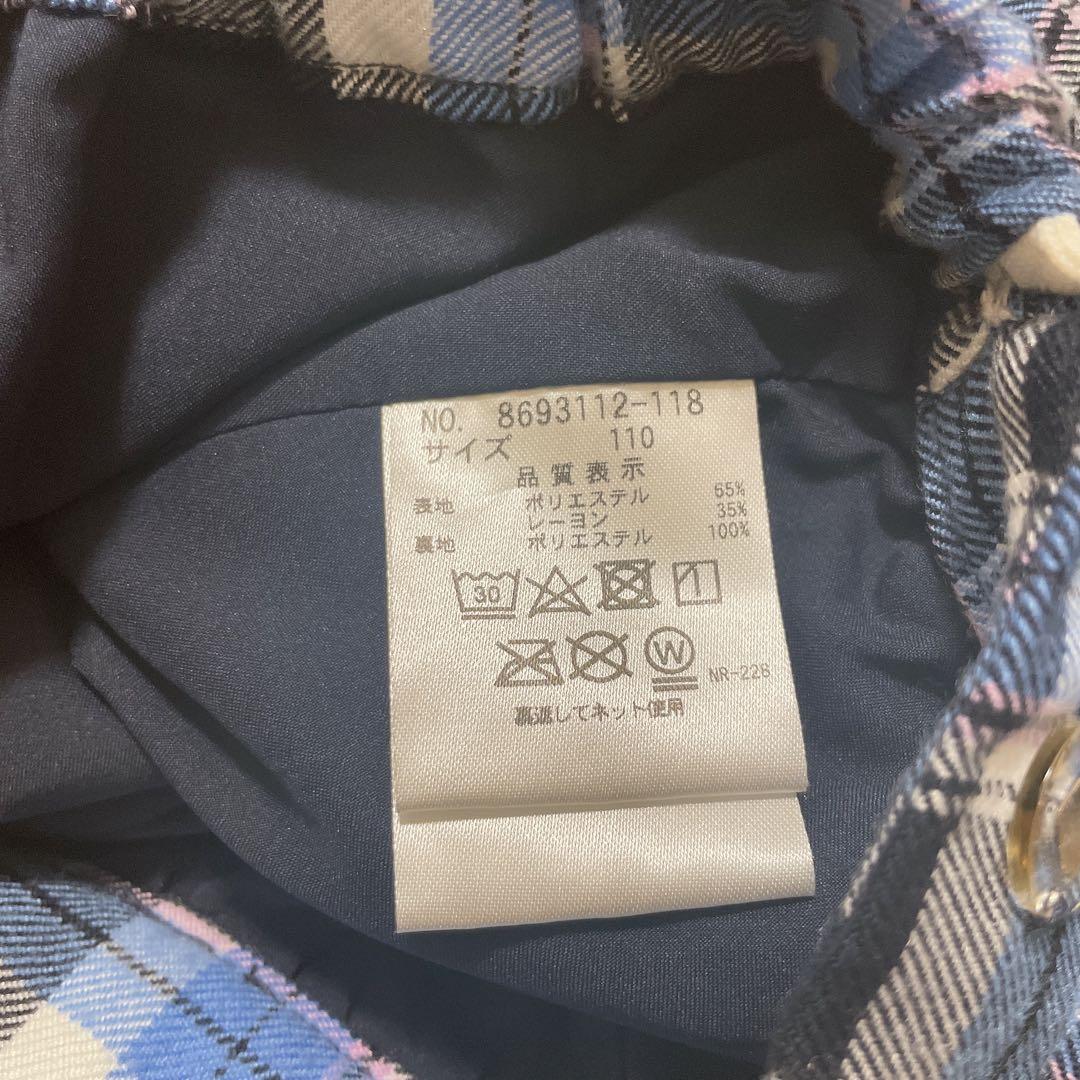 NO. 8693112-118
サイズ 110
品質表示
表地 ポリエステル 65%
レーヨン 35%
裏地 ポリエステル 100%
30
W
NR-228
裏返してネット使用